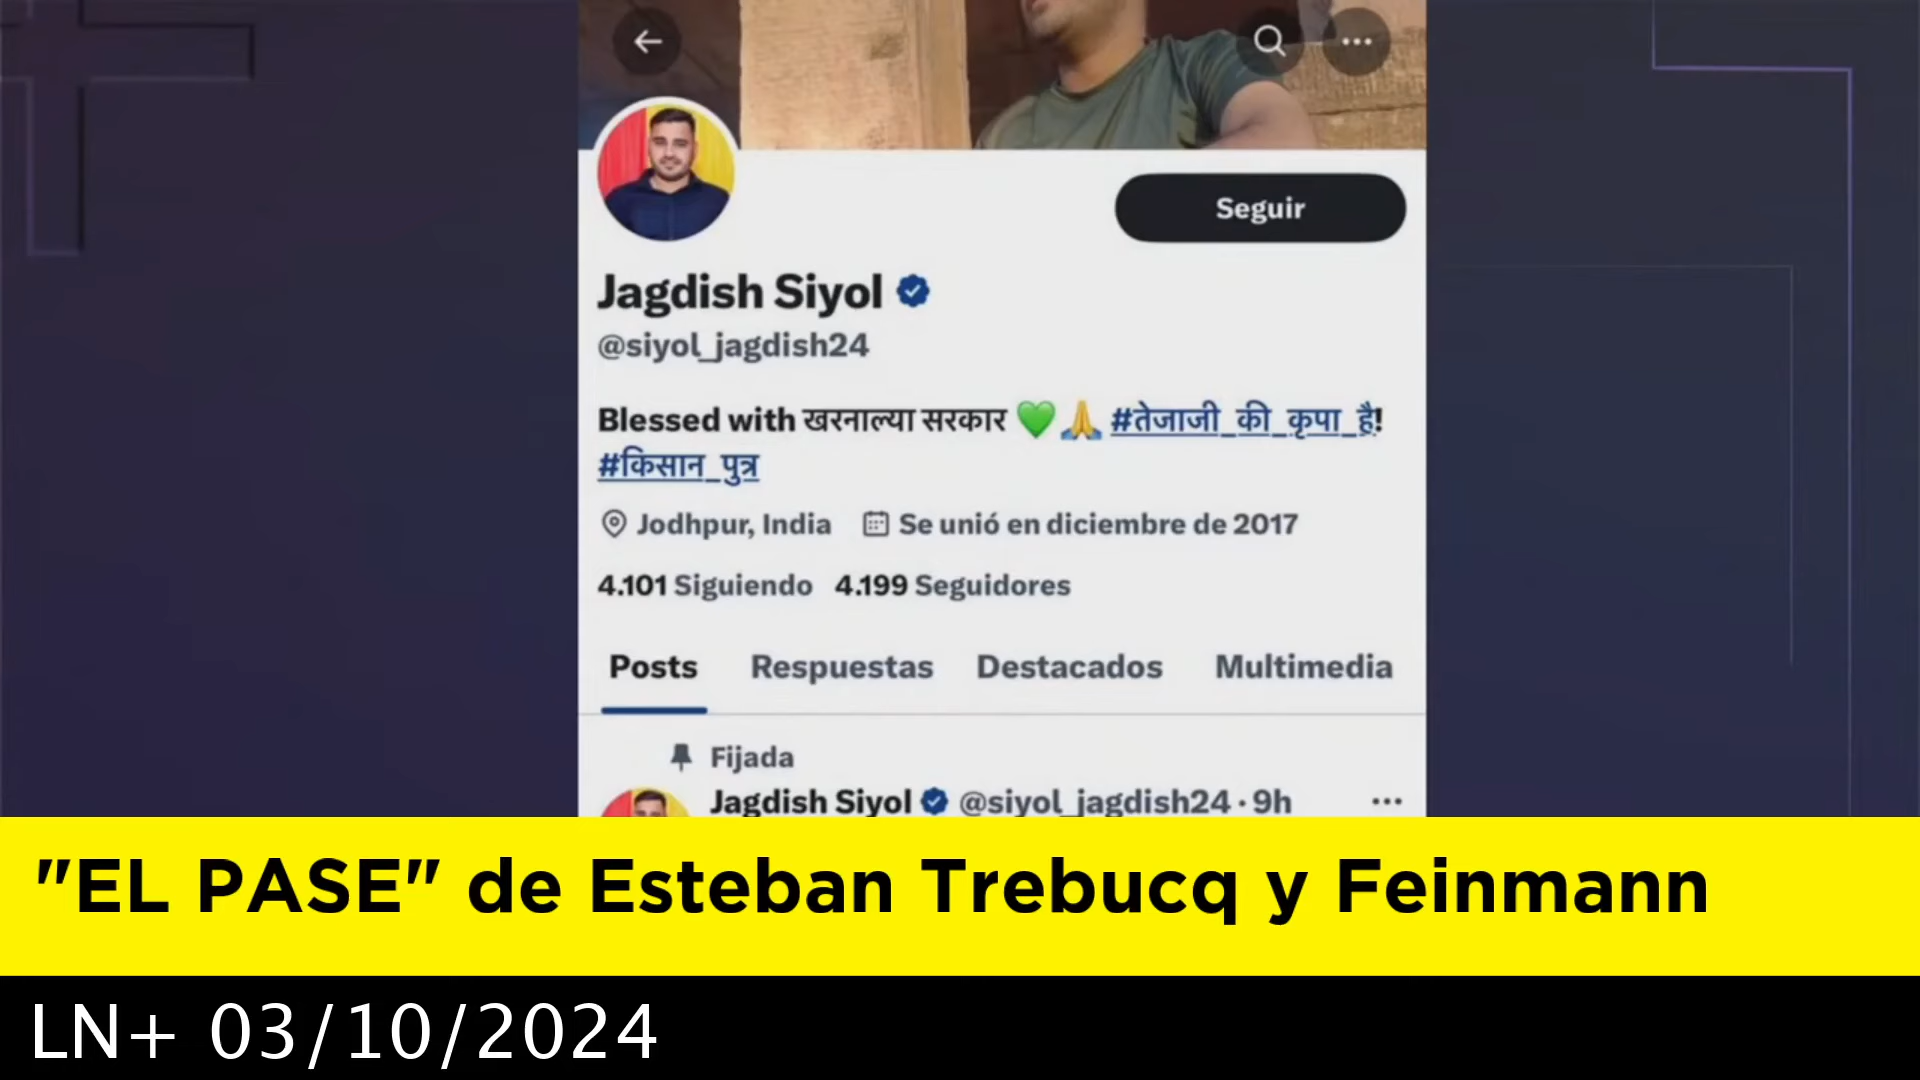 Seguir
Jagdish Siyol
@siyol_jagdish24
Blessed with खरनाल्या सरकार 💚🙏 #तेजाजी_की_कृपा_है!
#किसान_पुत्र
Jodhpur, India Se unió en diciembre de 2017
4.101 Siguiendo 4.199 Seguidores
Posts Respuestas Destacados Multimedia
Fijada
Jagdish Siyol @siyol_jagdish24 · 9h
"EL PASE" de Esteban Trebucq y Feinmann
LN+ 03/10/2024